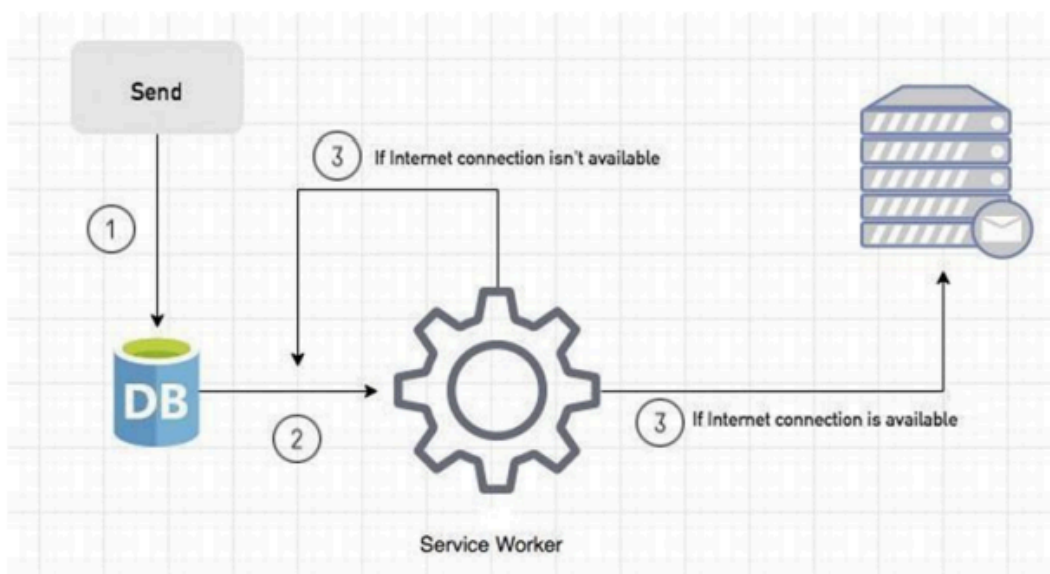 Send
3
If Internet connection isn't available
1
DB
2
3
If Internet connection is available
Service Worker